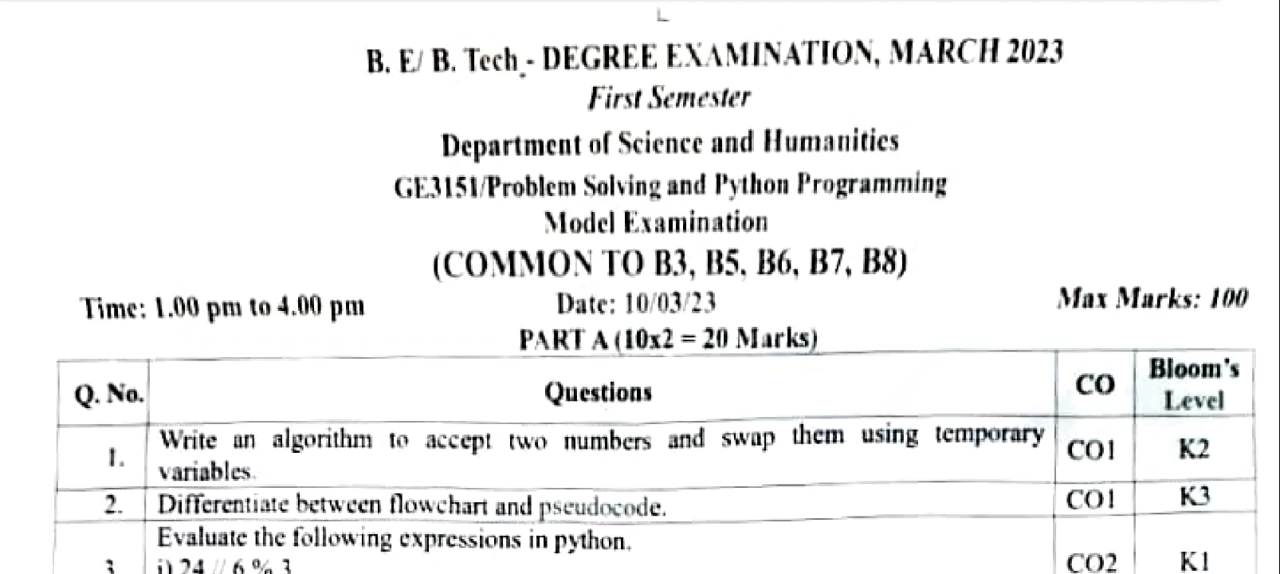 B. E/ B. Tech - DEGREE EXAMINATION, MARCH 2023
First Semester
Department of Science and Humanities
GE3151/Problem Solving and Python Programming
Model Examination
(COMMON TO B3, B5, B6, B7, B8)
Time: 1.00 pm to 4.00 pm Date: 10/03/23 Max Marks: 100
PART A (10x2 = 20 Marks)
Q. No. Questions CO Bloom's Level
1. Write an algorithm to accept two numbers and swap them using temporary CO1 K2
variables.
2. Differentiate between flowchart and pseudocode. CO1 K3
Evaluate the following expressions in python.
3 i) 24 // 6 % 3 CO2 K1